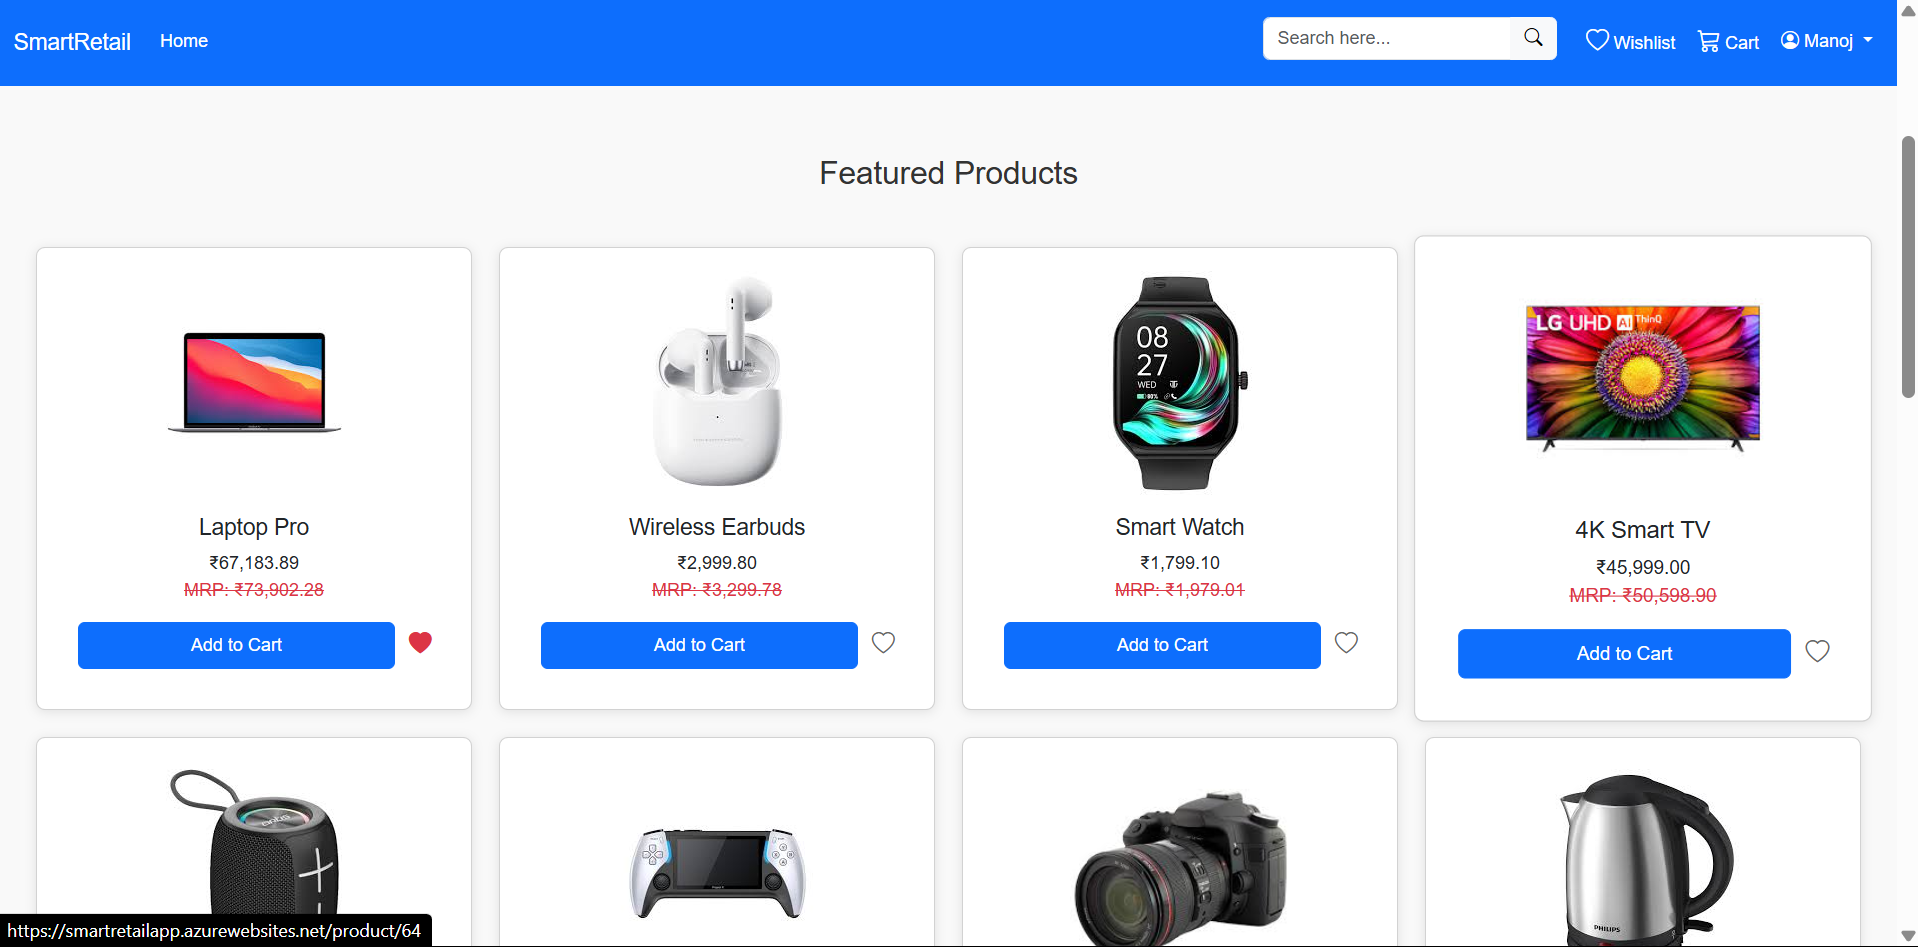 SmartRetail Home Search here... Wishlist Cart Manoj
Featured Products
08
27
WED
LG UHD AI ThinQ
Laptop Pro
₹67,183.89
MRP: ₹73,902.28
Add to Cart
Wireless Earbuds
₹2,999.80
MRP: ₹3,299.78
Add to Cart
Smart Watch
₹1,799.10
MRP: ₹1,979.01
Add to Cart
4K Smart TV
₹45,999.00
MRP: ₹50,598.90
Add to Cart
PHILIPS
https://smartretailapp.azurewebsites.net/product/64